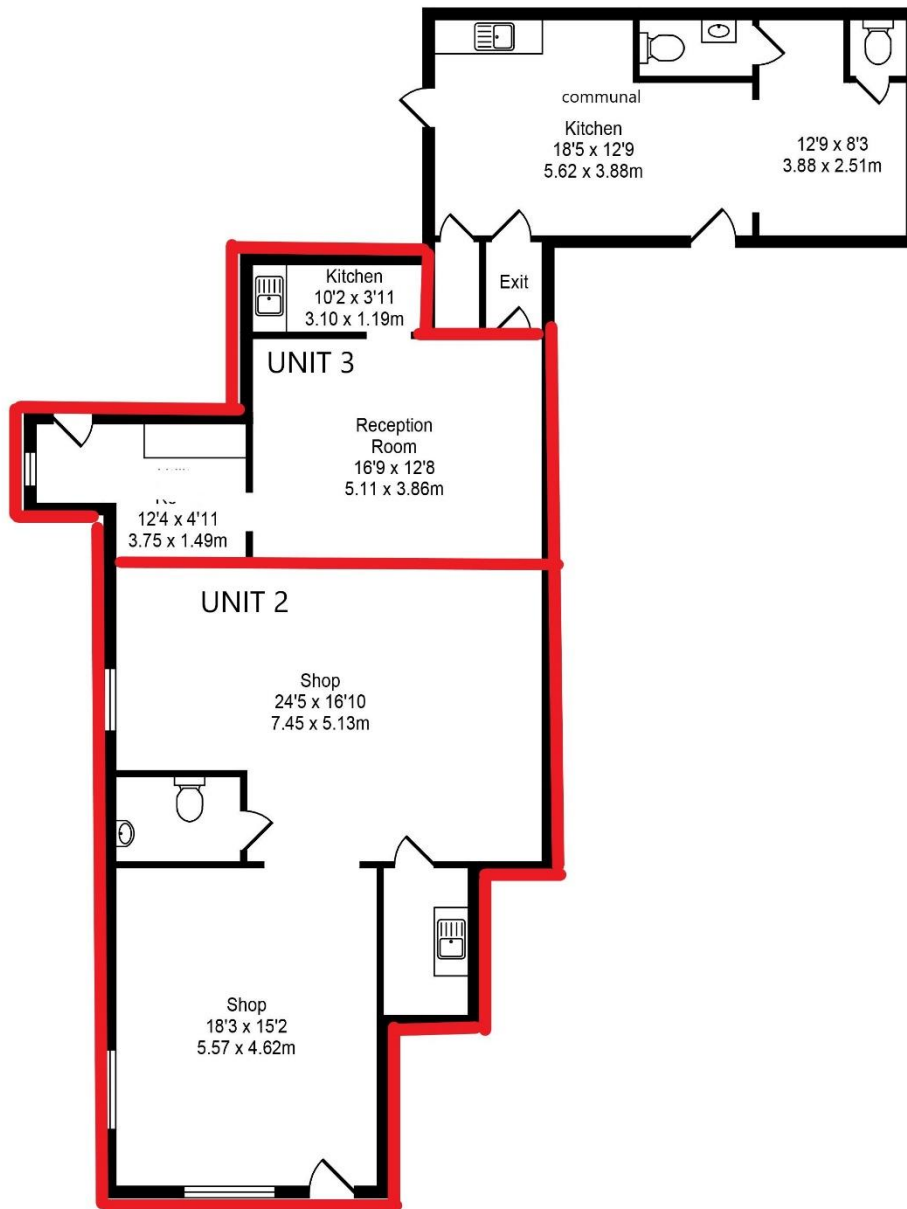 communal
Kitchen
18'5 x 12'9
5.62 x 3.88m
12'9 x 8'3
3.88 x 2.51m
Kitchen
10'2 x 3'11
3.10 x 1.19m
Exit
UNIT 3
Reception
Room
16'9 x 12'8
5.11 x 3.86m
12'4 x 4'11
3.75 x 1.49m
UNIT 2
Shop
24'5 x 16'10
7.45 x 5.13m
Shop
18'3 x 15'2
5.57 x 4.62m